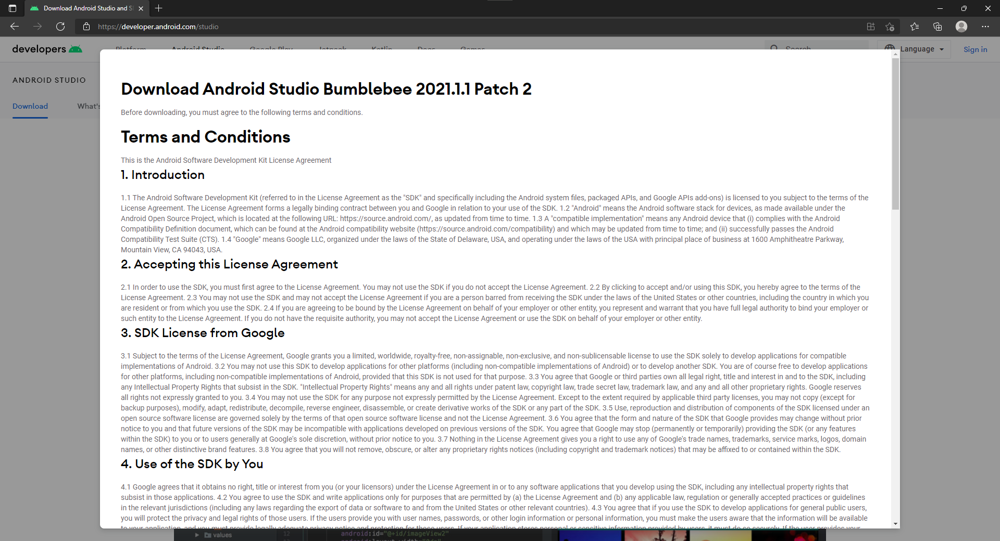 Download Android Studio and S
https://developer.android.com/studio
developers
Platform Android Studio Google Play Jetpack Kotlin Docs Games Search Language Sign in
ANDROID STUDIO
Download What's
Download Android Studio Bumblebee 2021.1.1 Patch 2
Before downloading, you must agree to the following terms and conditions.
Terms and Conditions
This is the Android Software Development Kit License Agreement
1. Introduction
1.1 The Android Software Development Kit (referred to in the License Agreement as the "SDK" and specifically including the Android system files, packaged APIs, and Google APIs add-ons) is licensed to you subject to the terms of the
License Agreement. The License Agreement forms a legally binding contract between you and Google in relation to your use of the SDK. 1.2 "Android" means the Android software stack for devices, as made available under the
Android Open Source Project, which is located at the following URL: https://source.android.com/, as updated from time to time. 1.3 A "compatible implementation" means any Android device that (i) complies with the Android
Compatibility Definition document, which can be found at the Android compatibility website (https://source.android.com/compatibility) and which may be updated from time to time; and (ii) successfully passes the Android
Compatibility Test Suite (CTS). 1.4 "Google" means Google LLC, organized under the laws of the State of Delaware, USA, and operating under the laws of the USA with principal place of business at 1600 Amphitheatre Parkway,
Mountain View, CA 94043, USA.
2. Accepting this License Agreement
2.1 In order to use the SDK, you must first agree to the License Agreement. You may not use the SDK if you do not accept the License Agreement. 2.2 By clicking to accept and/or using this SDK, you hereby agree to the terms of the
License Agreement. 2.3 You may not use the SDK and may not accept the License Agreement if you are a person barred from receiving the SDK under the laws of the United States or other countries, including the country in which you
are resident or from which you use the SDK. 2.4 If you are agreeing to be bound by the License Agreement on behalf of your employer or other entity, you represent and warrant that you have full legal authority to bind your employer or
such entity to the License Agreement. If you do not have the requisite authority, you may not accept the License Agreement or use the SDK on behalf of your employer or other entity.
3. SDK License from Google
3.1 Subject to the terms of the License Agreement, Google grants you a limited, worldwide, royalty-free, non-assignable, non-exclusive, and non-sublicensable license to use the SDK solely to develop applications for compatible
implementations of Android. 3.2 You may not use this SDK to develop applications for other platforms (including non-compatible implementations of Android) or to develop another SDK. You are of course free to develop applications
for other platforms, including non-compatible implementations of Android, provided that this SDK is not used for that purpose. 3.3 You agree that Google or third parties own all legal right, title and interest in and to the SDK, including
any Intellectual Property Rights that subsist in the SDK. "Intellectual Property Rights" means any and all rights under patent law, copyright law, trade secret law, trademark law, and any and all other proprietary rights. Google reserves
all rights not expressly granted to you. 3.4 You may not use the SDK for any purpose not expressly permitted by the License Agreement. Except to the extent required by applicable third party licenses, you may not copy (except for
backup purposes), modify, adapt, redistribute, decompile, reverse engineer, disassemble, or create derivative works of the SDK or any part of the SDK. 3.5 Use, reproduction and distribution of components of the SDK licensed under an
open source software license are governed solely by the terms of that open source software license and not the License Agreement. 3.6 You agree that the form and nature of the SDK that Google provides may change without prior
notice to you and that future versions of the SDK may be incompatible with applications developed on previous versions of the SDK. You agree that Google may stop (permanently or temporarily) providing the SDK (or any features
within the SDK) to you or to users generally at Google's sole discretion, without prior notice to you. 3.7 Nothing in the License Agreement gives you a right to use any of Google's trade names, trademarks, service marks, logos, domain
names, or other distinctive brand features. 3.8 You agree that you will not remove, obscure, or alter any proprietary rights notices (including copyright and trademark notices) that may be affixed to or contained within the SDK.
4. Use of the SDK by You
4.1 Google agrees that it obtains no right, title or interest from you (or your licensors) under the License Agreement in or to any software applications that you develop using the SDK, including any intellectual property rights that
subsist in those applications. 4.2 You agree to use the SDK and write applications only for purposes that are permitted by (a) the License Agreement and (b) any applicable law, regulation or generally accepted practices or guidelines
in the relevant jurisdictions (including any laws regarding the export of data or software to and from the United States or other relevant countries). 4.3 You agree that if you use the SDK to develop applications for general public users,
you will protect the privacy and legal rights of those users. If the users provide you with user names, passwords, or other login information or personal information, you must make the users aware that the information will be available
to your application, and you must provide legally adequate privacy notice and protection for those users. If your application stores personal or sensitive information provided by users, it must do so securely. If the user provides your
values 12 android:id="@+id/imageView2"